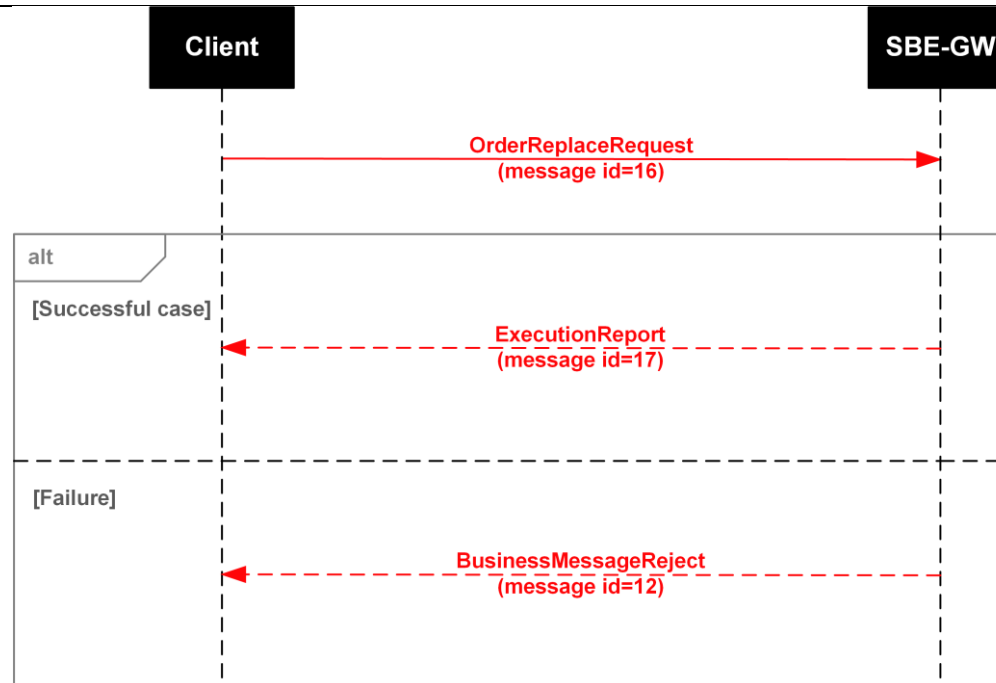 Client
SBE-GW
OrderReplaceRequest
(message id=16)
alt
[Successful case]
ExecutionReport
(message id=17)
[Failure]
BusinessMessageReject
(message id=12)